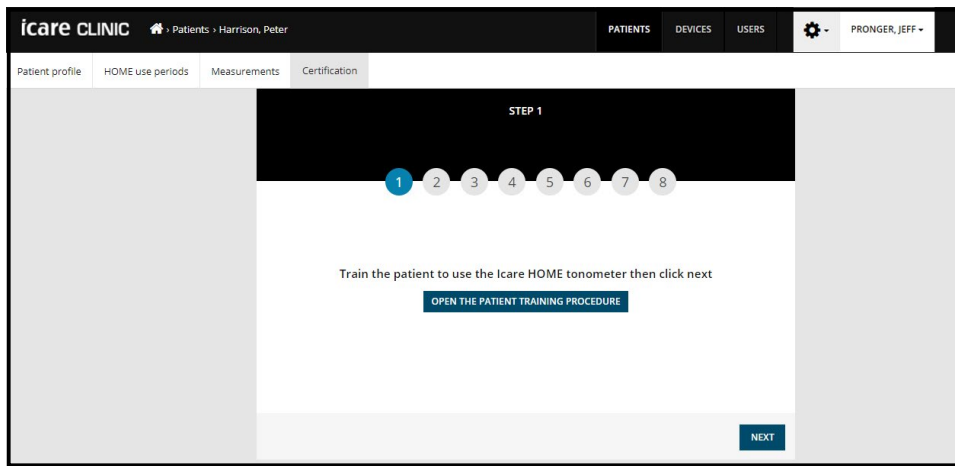 icare CLINIC › Patients › Harrison, Peter PATIENTS DEVICES USERS PRONGER, JEFF
Patient profile HOME use periods Measurements Certification
STEP 1
1 2 3 4 5 6 7 8
Train the patient to use the Icare HOME tonometer then click next
OPEN THE PATIENT TRAINING PROCEDURE
NEXT